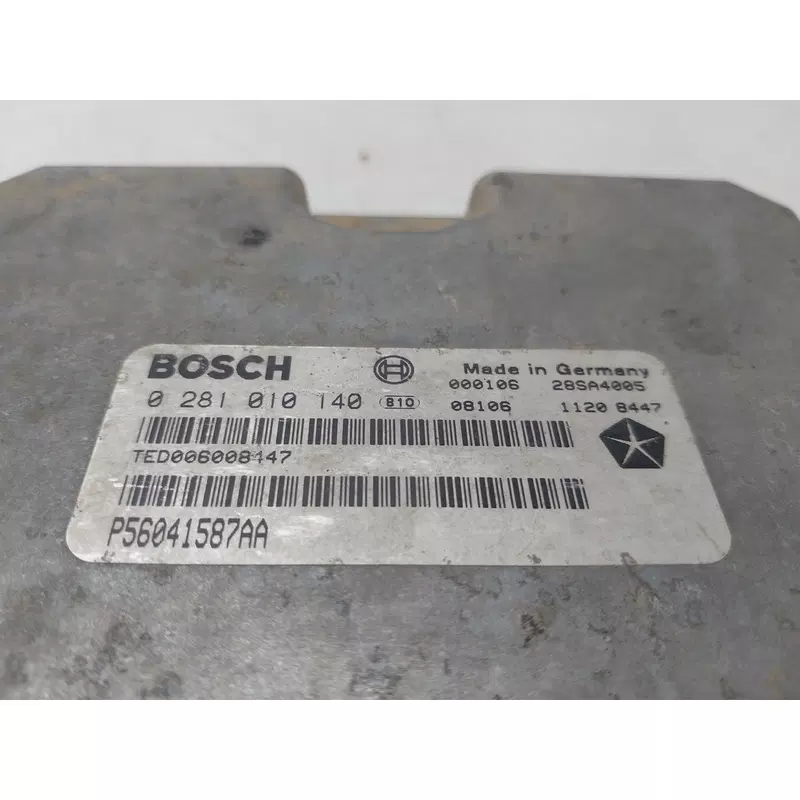 BOSCH Made in Germany
000106 28SA4005
0 281 010 140 B10 08106 1120 8447
TED006008447
P56041587AA